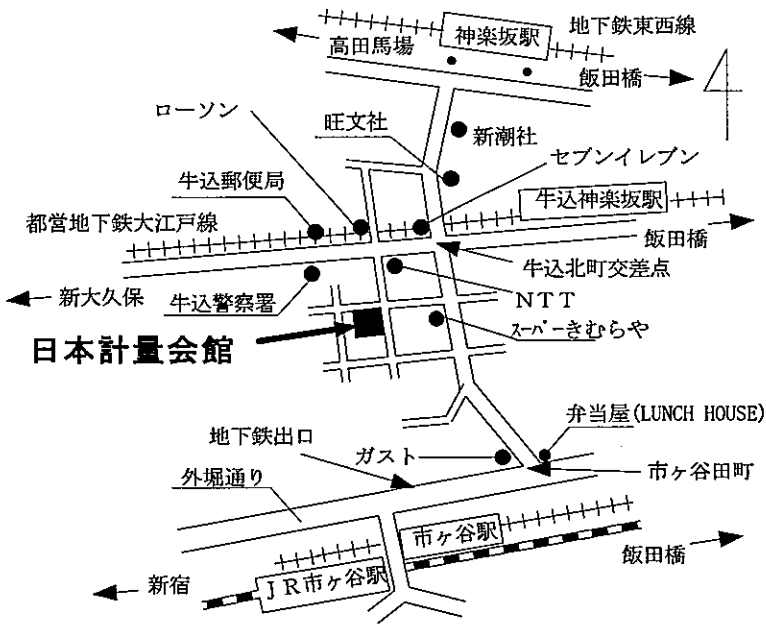 地下鉄東西線
神楽坂駅
高田馬場
飯田橋
ローソン
旺文社
新潮社
セブンイレブン
牛込郵便局
牛込神楽坂駅
都営地下鉄大江戸線
飯田橋
牛込北町交差点
新大久保
牛込警察署
NTT
スーパーきむらや
日本計量会館
弁当屋(LUNCH HOUSE)
地下鉄出口
ガスト
外堀通り
市ヶ谷田町
市ヶ谷駅
飯田橋
新宿
JR市ヶ谷駅